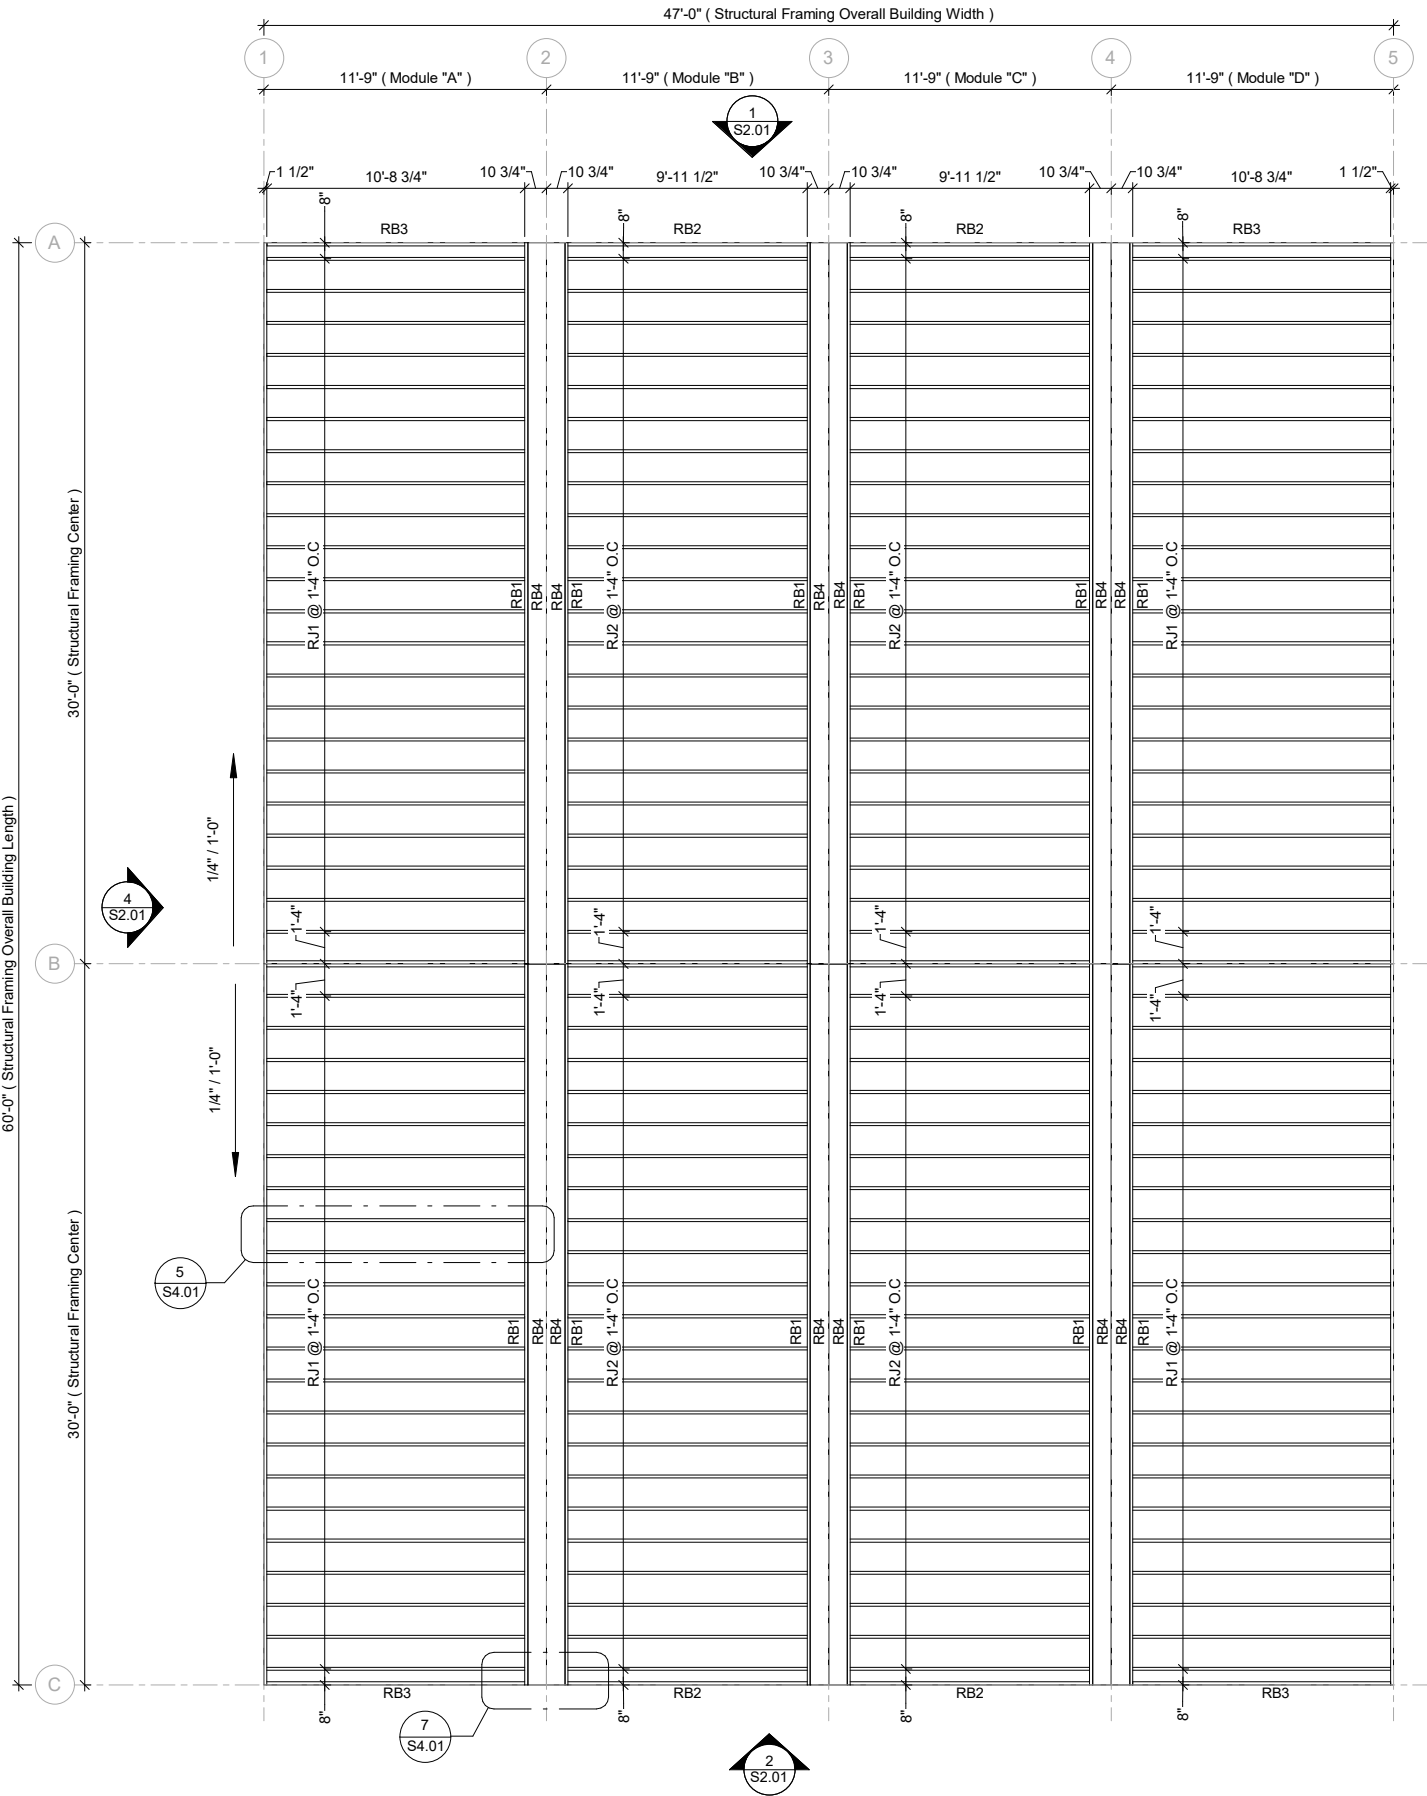 47'-0" ( Structural Framing Overall Building Width )
1
2
3
4
5
11'-9" ( Module "A" )
11'-9" ( Module "B" )
11'-9" ( Module "C" )
11'-9" ( Module "D" )
1
S2.01
1 1/2"
10'-8 3/4"
10 3/4"
10 3/4"
9'-11 1/2"
10 3/4"
10 3/4"
9'-11 1/2"
10 3/4"
10 3/4"
10'-8 3/4"
1 1/2"
8"
8"
8"
8"
RB3
RB2
RB2
RB3
A
30'-0" ( Structural Framing Center )
RJ1 @ 1'-4" O.C
RB1
RB4
RB4
RB1
RJ2 @ 1'-4" O.C
RB1
RB4
RB4
RB1
RJ2 @ 1'-4" O.C
RB1
RB4
RB4
RB1
RJ1 @ 1'-4" O.C
60'-0" ( Structural Framing Overall Building Length )
1/4" / 1'-0"
4
S2.01
1'-4"
1'-4"
1'-4"
1'-4"
B
1'-4"
1'-4"
1'-4"
1'-4"
1/4" / 1'-0"
30'-0" ( Structural Framing Center )
5
S4.01
RJ1 @ 1'-4" O.C
RB1
RB4
RB4
RB1
RJ2 @ 1'-4" O.C
RB1
RB4
RB4
RB1
RJ2 @ 1'-4" O.C
RB1
RB4
RB4
RB1
RJ1 @ 1'-4" O.C
C
RB3
RB2
RB2
RB3
8"
8"
8"
8"
7
S4.01
2
S2.01